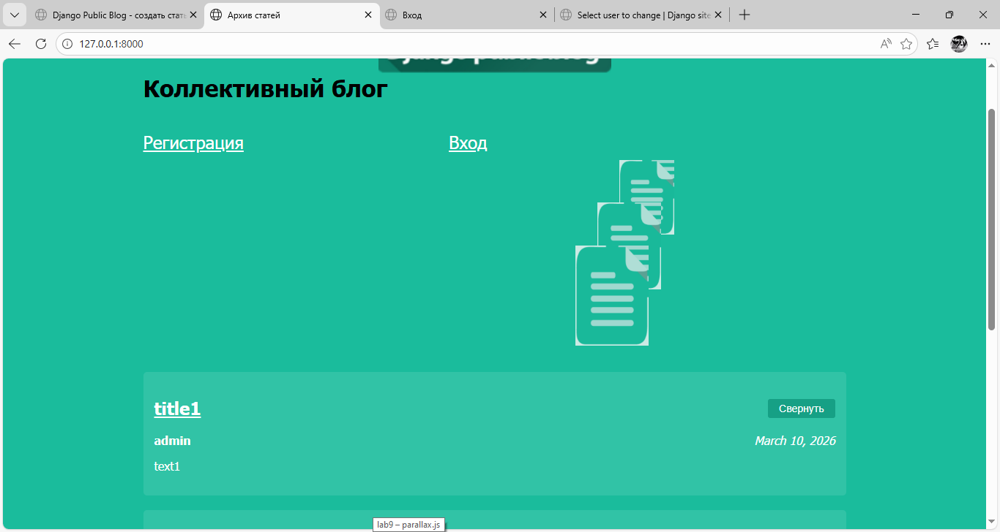 Django Public Blog - создать стать
Архив статей
Вход
Select user to change | Django site
127.0.0.1:8000
Коллективный блог
Регистрация
Вход
title1
Свернуть
admin
March 10, 2026
text1
lab9 – parallax.js